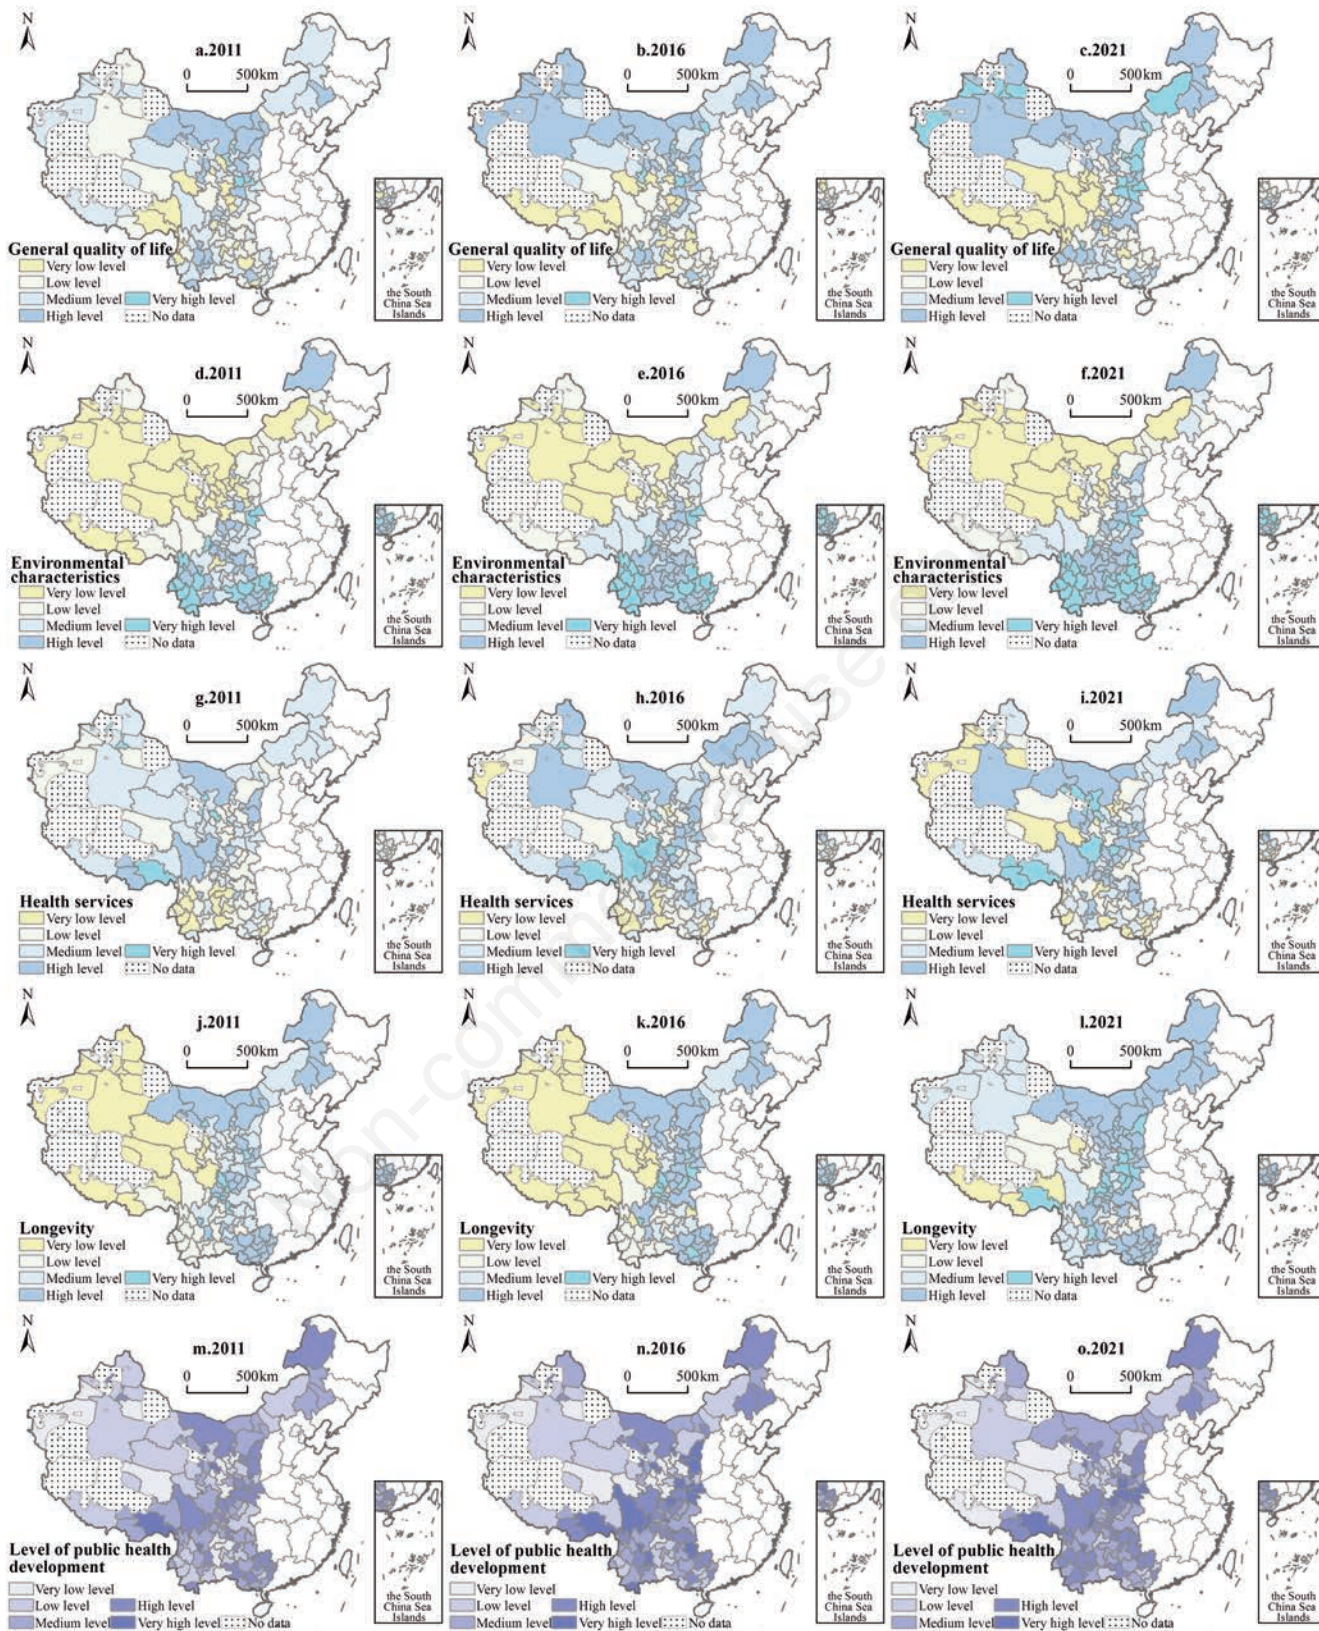 N
a.2011
0 500km
General quality of life
Very low level
Low level
Medium level Very high level
High level No data
N
b.2016
0 500km
General quality of life
Very low level
Low level
Medium level Very high level
High level No data
the South
China Sea
Islands
N
c.2021
0 500km
General quality of life
Very low level
Low level
Medium level Very high level
High level No data
the South
China Sea
Islands
N
d.2011
0 500km
Environmental
characteristics
Very low level
Low level
Medium level Very high level
High level No data
the South
China Sea
Islands
N
e.2016
0 500km
Environmental
characteristics
Very low level
Low level
Medium level Very high level
High level No data
the South
China Sea
Islands
N
f.2021
0 500km
Environmental
characteristics
Very low level
Low level
Medium level Very high level
High level No data
the South
China Sea
Islands
N
g.2011
0 500km
Health services
Very low level
Low level
Medium level Very high level
High level No data
the South
China Sea
Islands
N
h.2016
0 500km
Health services
Very low level
Low level
Medium level Very high level
High level No data
the South
China Sea
Islands
N
i.2021
0 500km
Health services
Very low level
Low level
Medium level Very high level
High level No data
the South
China Sea
Islands
N
j.2011
0 500km
Longevity
Very low level
Low level
Medium level Very high level
High level No data
the South
China Sea
Islands
N
k.2016
0 500km
Longevity
Very low level
Low level
Medium level Very high level
High level No data
the South
China Sea
Islands
N
l.2021
0 500km
Longevity
Very low level
Low level
Medium level Very high level
High level No data
the South
China Sea
Islands
N
m.2011
0 500km
Level of public health
development
Very low level
Low level High level
Medium level Very high level No data
the South
China Sea
Islands
N
n.2016
0 500km
Level of public health
development
Very low level
Low level High level
Medium level Very high level No data
the South
China Sea
Islands
N
o.2021
0 500km
Level of public health
development
Very low level
Low level High level
Medium level Very high level No data
the South
China Sea
Islands